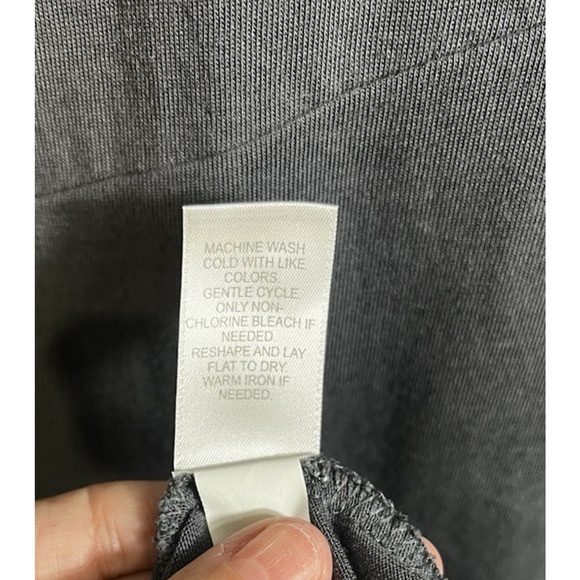 MACHINE WASH
COLD WITH LIKE
COLORS.
GENTLE CYCLE.
ONLY NON-
CHLORINE BLEACH IF
NEEDED.
RESHAPE AND LAY
FLAT TO DRY.
WARM IRON IF
NEEDED.